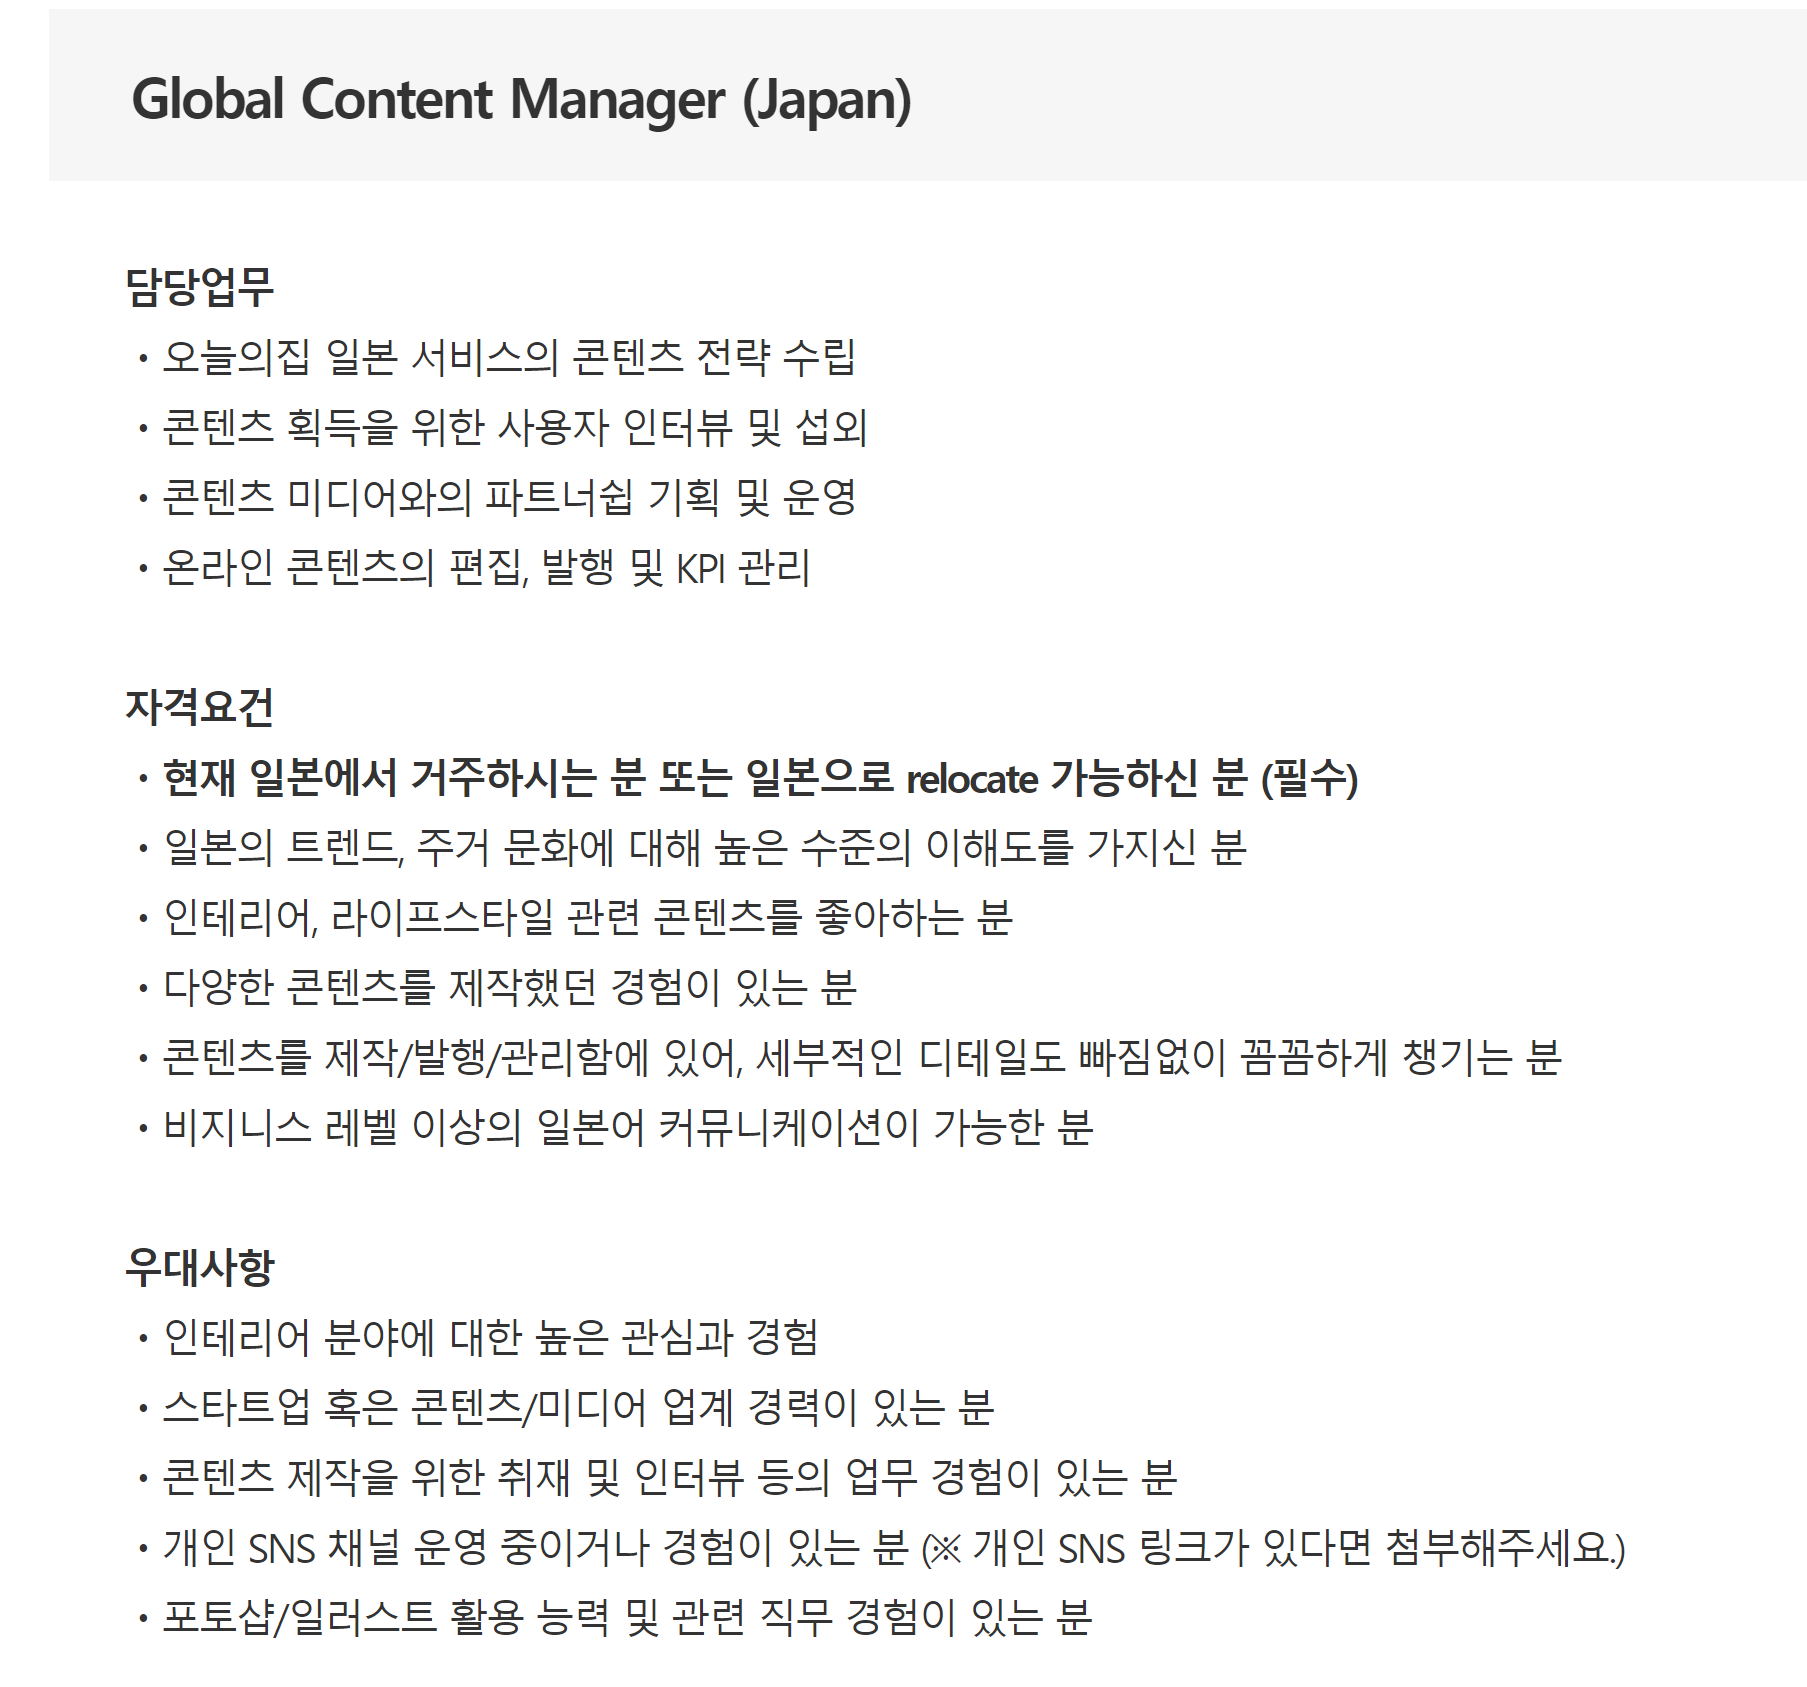 Global Content Manager (Japan)
담당업무
• 오늘의집 일본 서비스의 콘텐츠 전략 수립
• 콘텐츠 획득을 위한 사용자 인터뷰 및 섭외
• 콘텐츠 미디어와의 파트너쉽 기획 및 운영
• 온라인 콘텐츠의 편집, 발행 및 KPI 관리
자격요건
• 현재 일본에서 거주하시는 분 또는 일본으로 relocate 가능하신 분 (필수)
• 일본의 트렌드, 주거 문화에 대해 높은 수준의 이해도를 가지신 분
• 인테리어, 라이프스타일 관련 콘텐츠를 좋아하는 분
• 다양한 콘텐츠를 제작했던 경험이 있는 분
• 콘텐츠를 제작/발행/관리함에 있어, 세부적인 디테일도 빠짐없이 꼼꼼하게 챙기는 분
• 비지니스 레벨 이상의 일본어 커뮤니케이션이 가능한 분
우대사항
• 인테리어 분야에 대한 높은 관심과 경험
• 스타트업 혹은 콘텐츠/미디어 업계 경력이 있는 분
• 콘텐츠 제작을 위한 취재 및 인터뷰 등의 업무 경험이 있는 분
• 개인 SNS 채널 운영 중이거나 경험이 있는 분 (※ 개인 SNS 링크가 있다면 첨부해주세요.)
• 포토샵/일러스트 활용 능력 및 관련 직무 경험이 있는 분